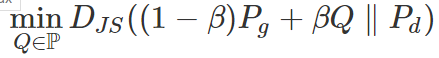 min D_{JS}((1 − β)P_g + βQ ∥ P_d)
Q∈ℙ